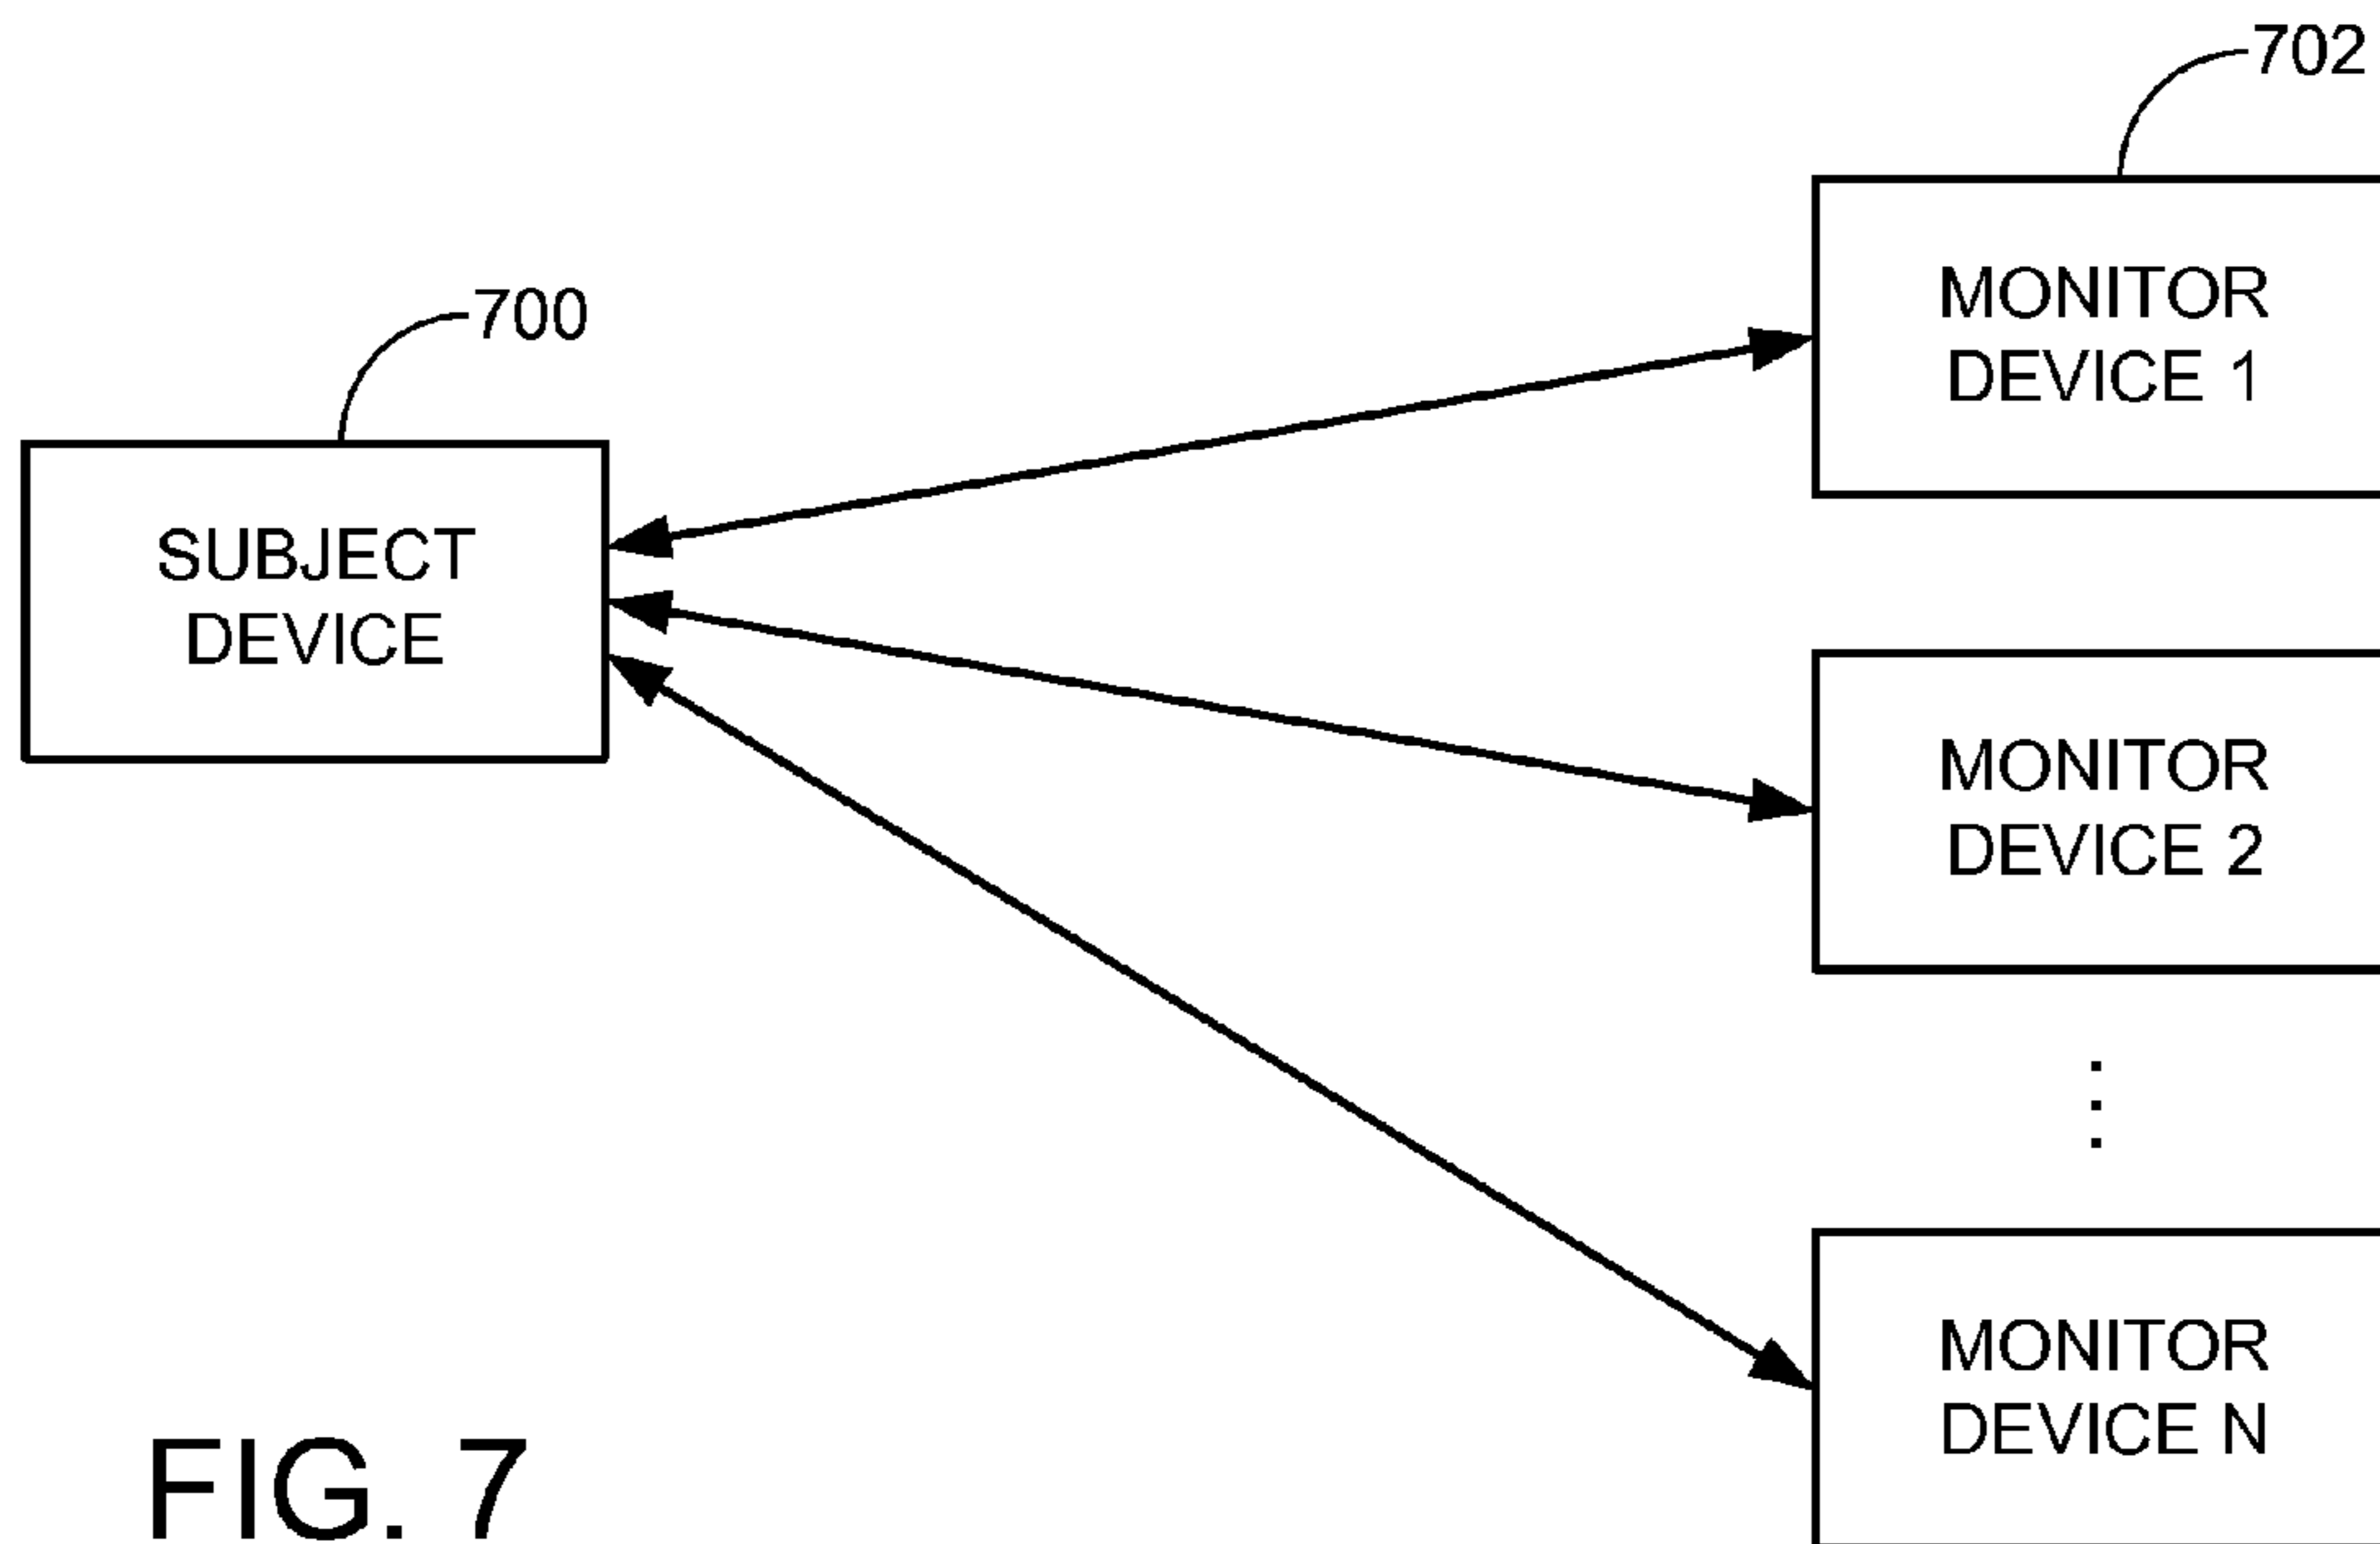 702
MONITOR
DEVICE 1
700
SUBJECT
DEVICE
MONITOR
DEVICE 2
MONITOR
DEVICE N
FIG. 7